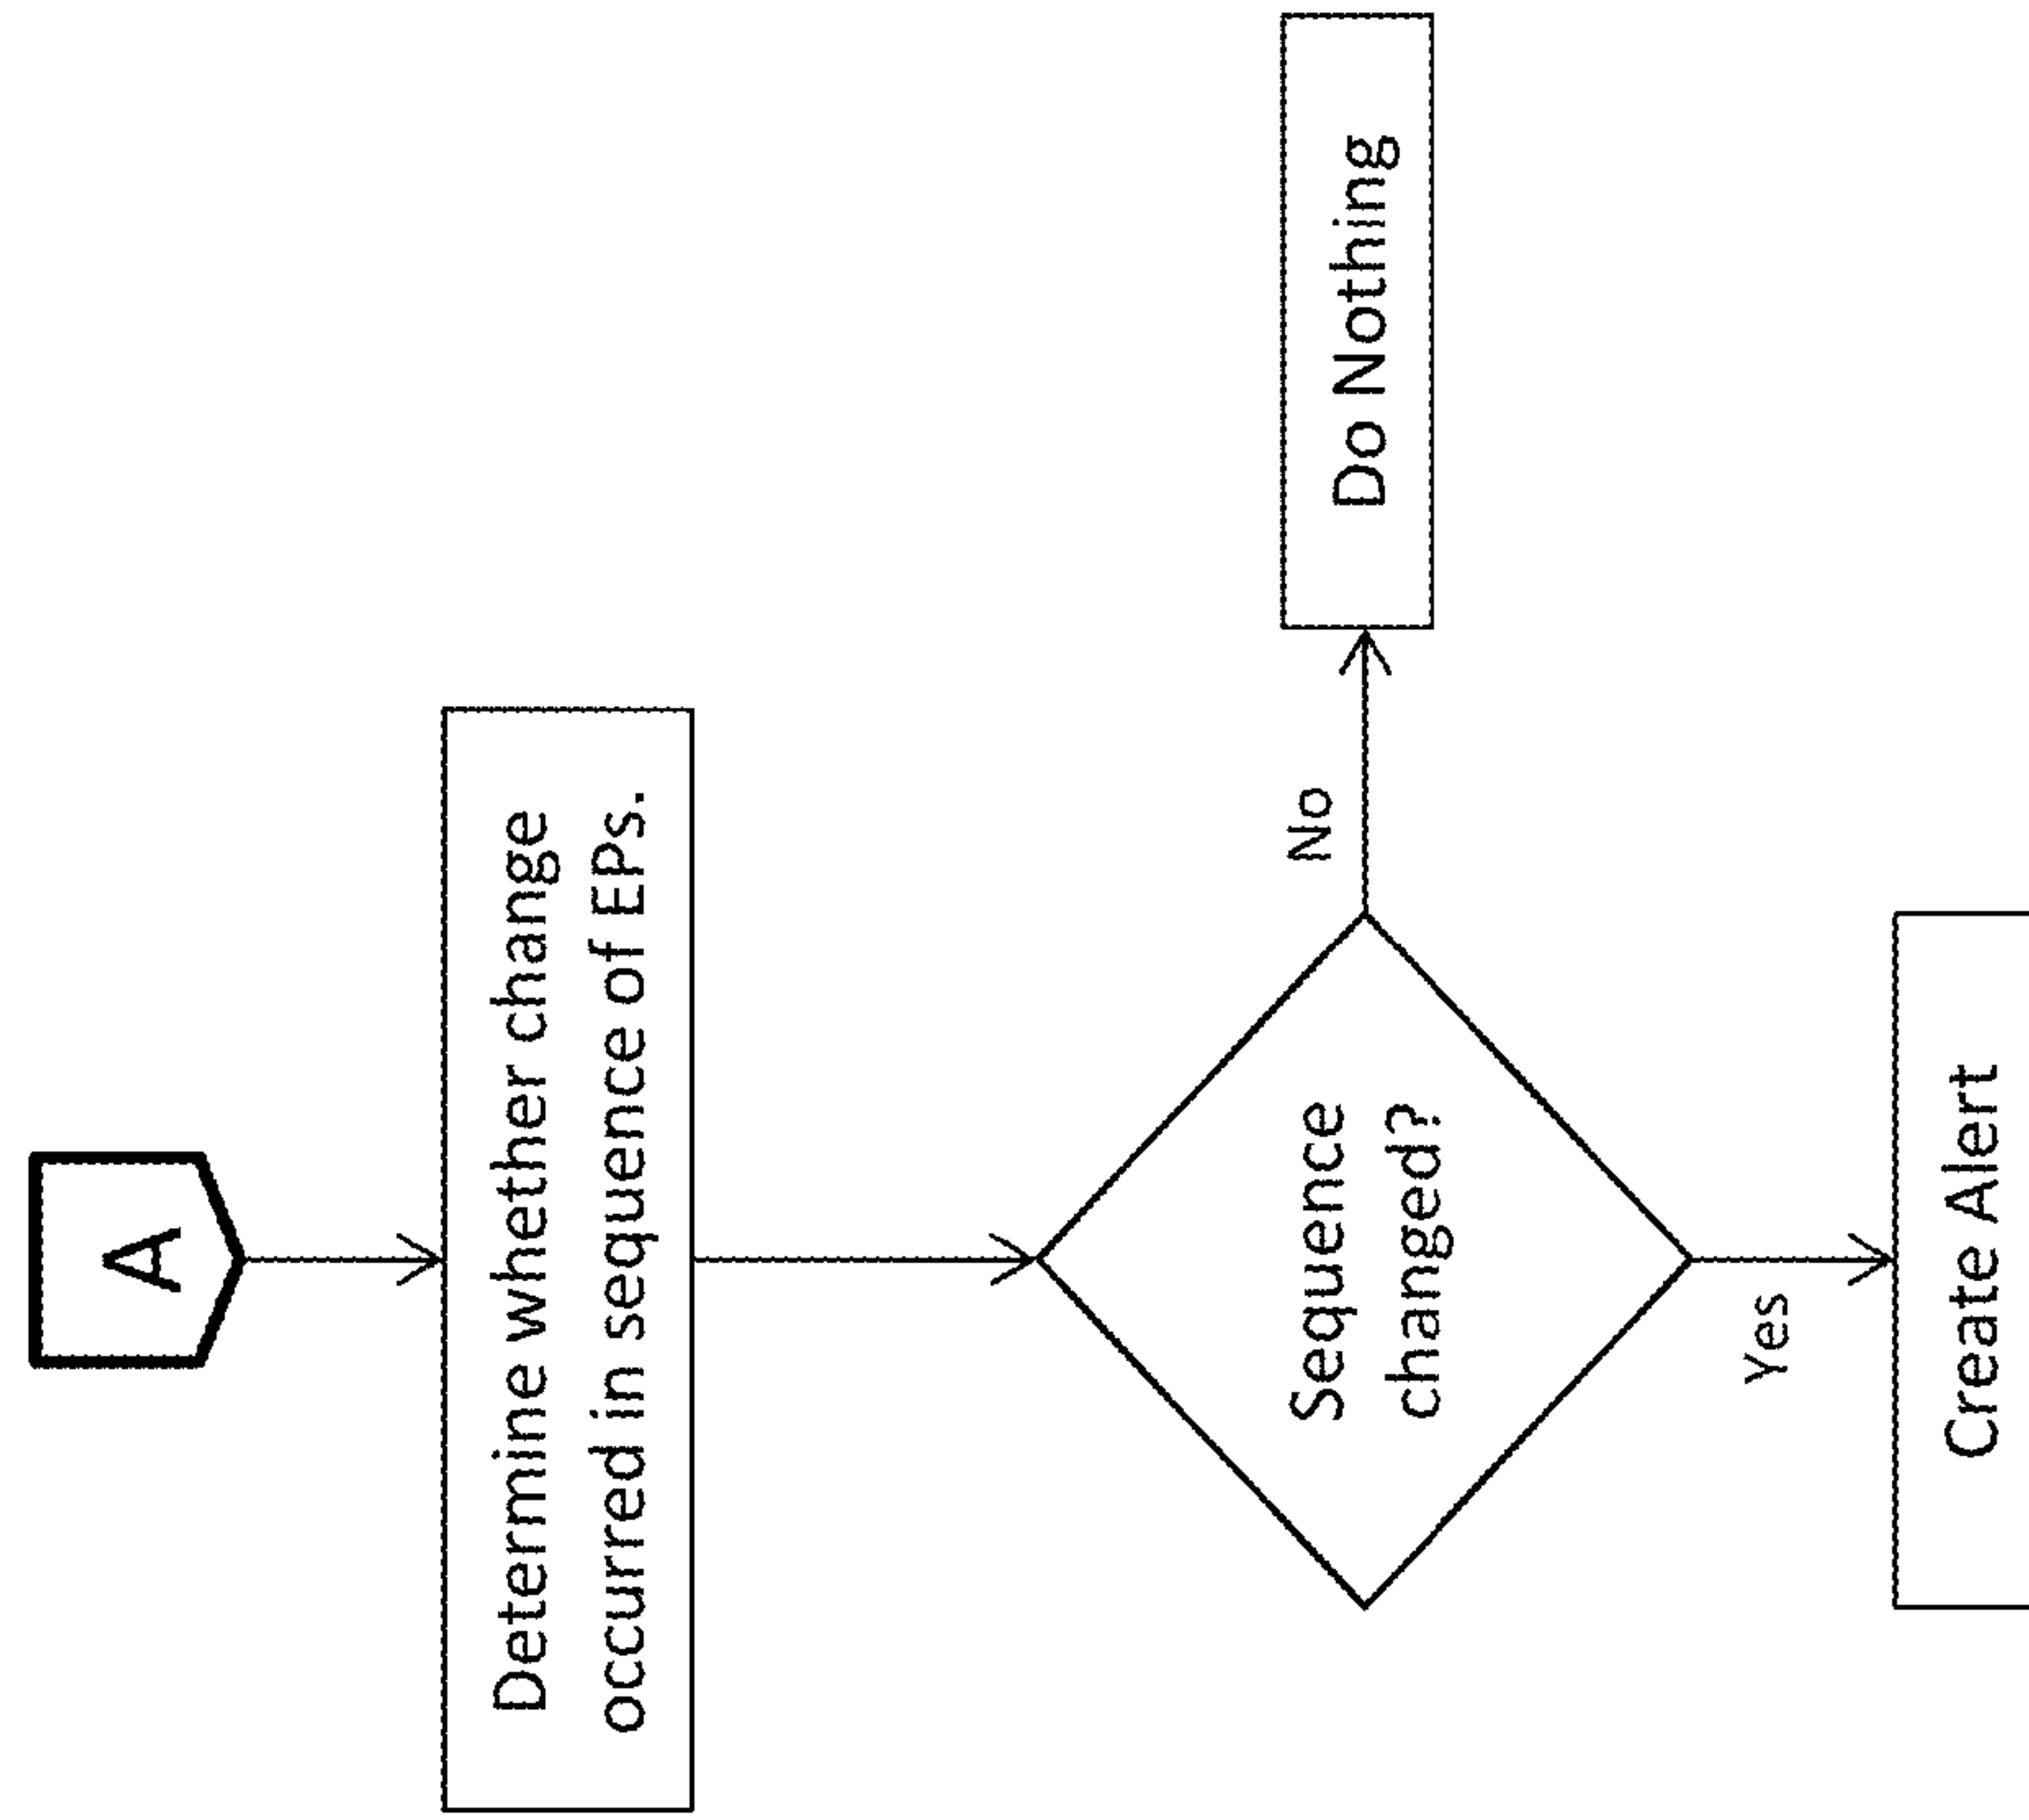 A
Determine whether change
occurred in sequence of EPs.
Sequence
changed?
No
Do Nothing
Yes
Create Alert